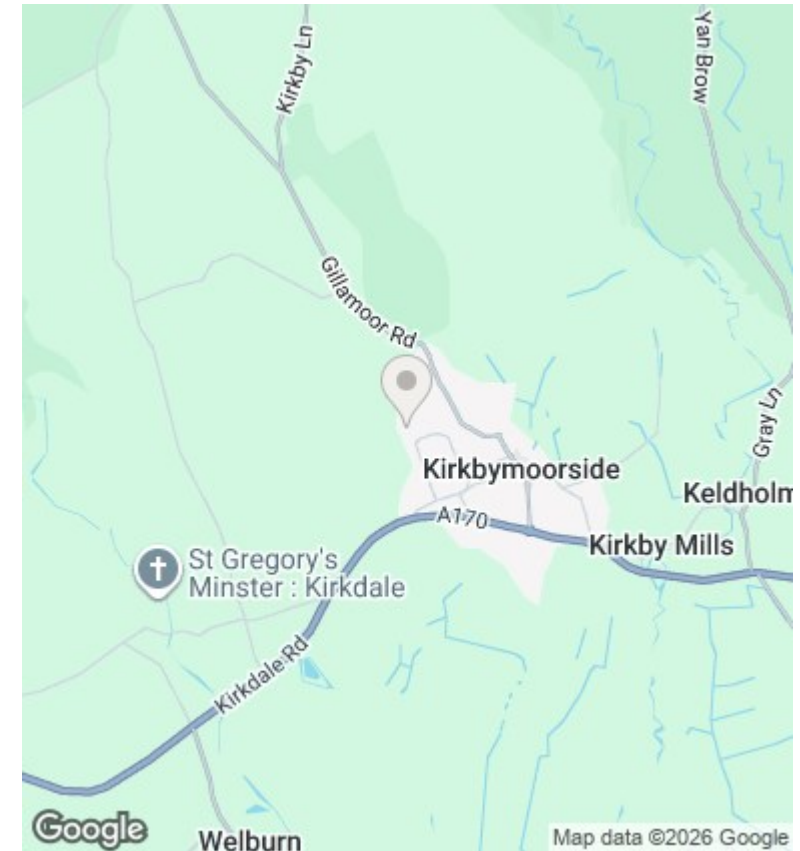 Kirkby Ln
Yan Brow
Gillamoor Rd
Gray Ln
Kirkbymoorside
Keldholm
A170
Kirkby Mills
St Gregory's
Minster : Kirkdale
Kirkdale Rd
Welburn
Google
Map data ©2026 Google